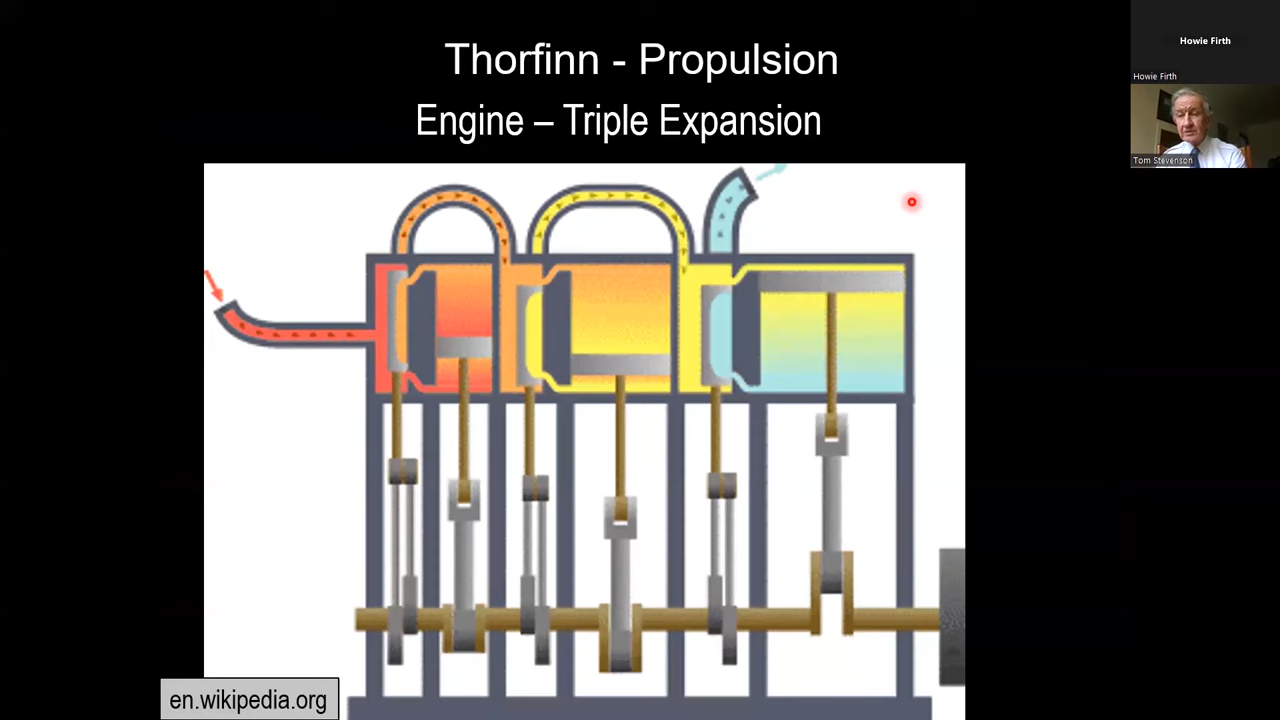 Thorfinn - Propulsion
Engine – Triple Expansion
Howie Firth
Howie Firth
Tom Stevenson
en.wikipedia.org